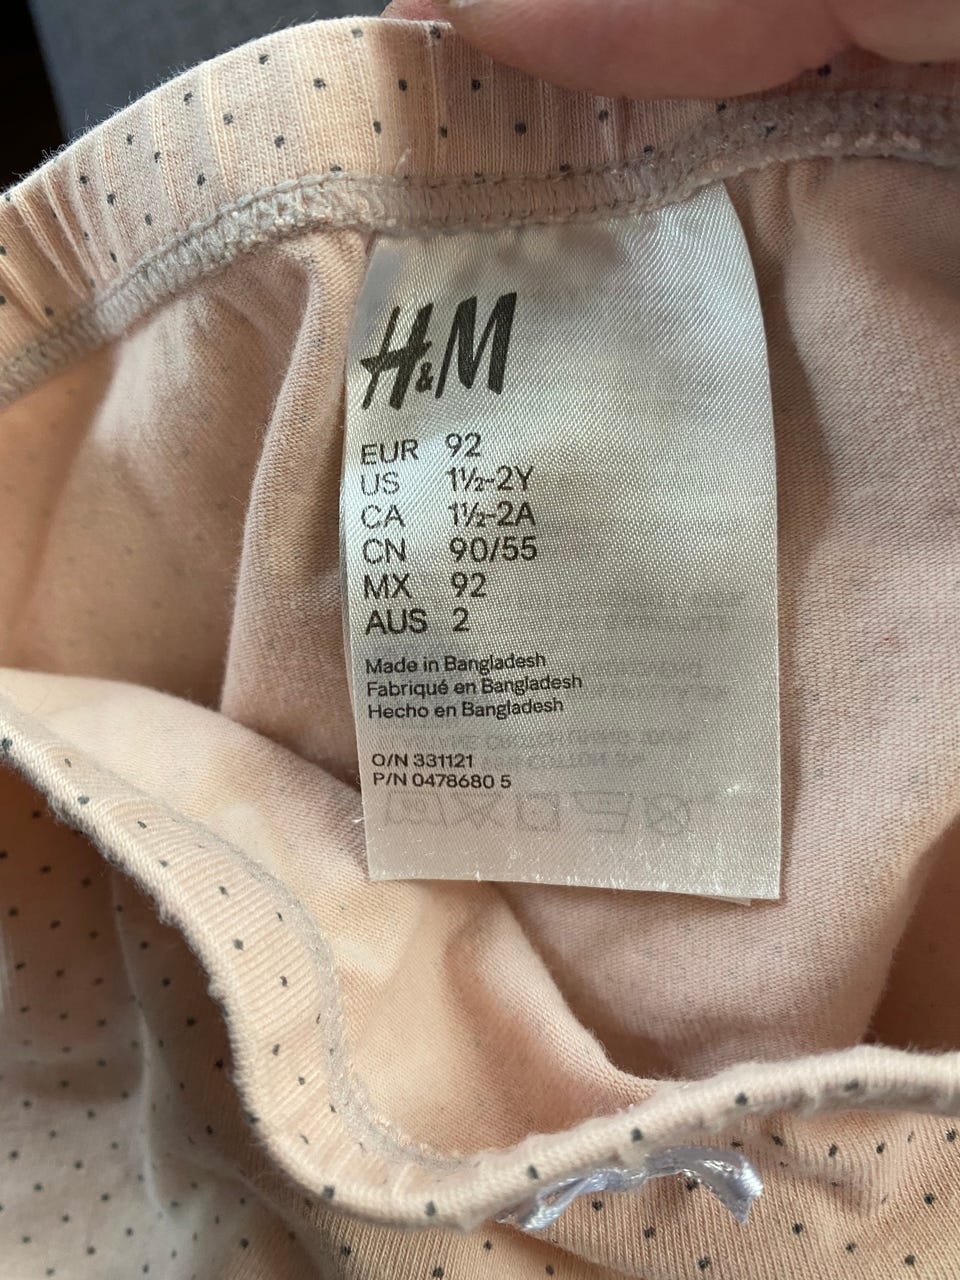 H&M
EUR 92
US 1½-2Y
CA 1½-2A
CN 90/55
MX 92
AUS 2
Made in Bangladesh
Fabriqué en Bangladesh
Hecho en Bangladesh
O/N 331121
P/N 0478680 5